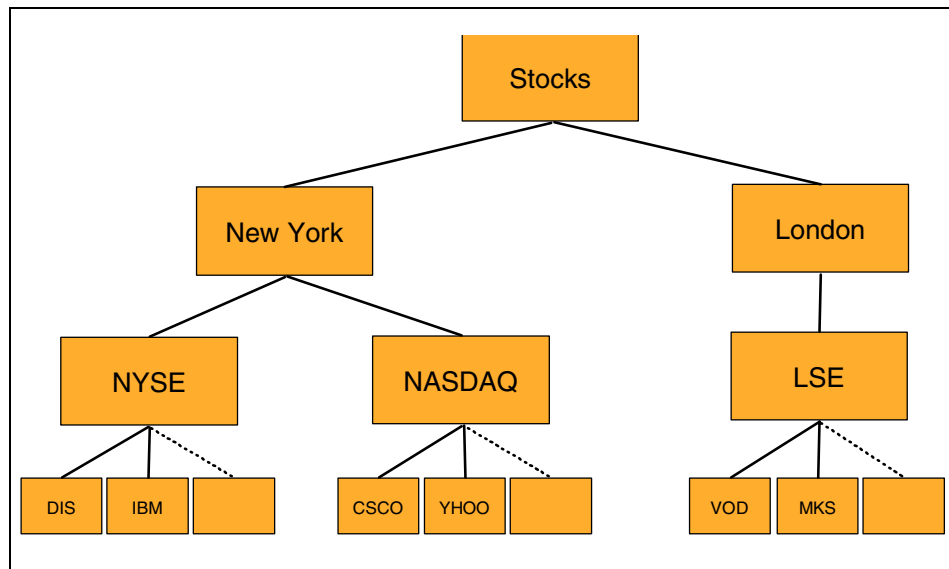 Stocks
New York
London
NYSE
NASDAQ
LSE
DIS
IBM
CSCO
YHOO
VOD
MKS